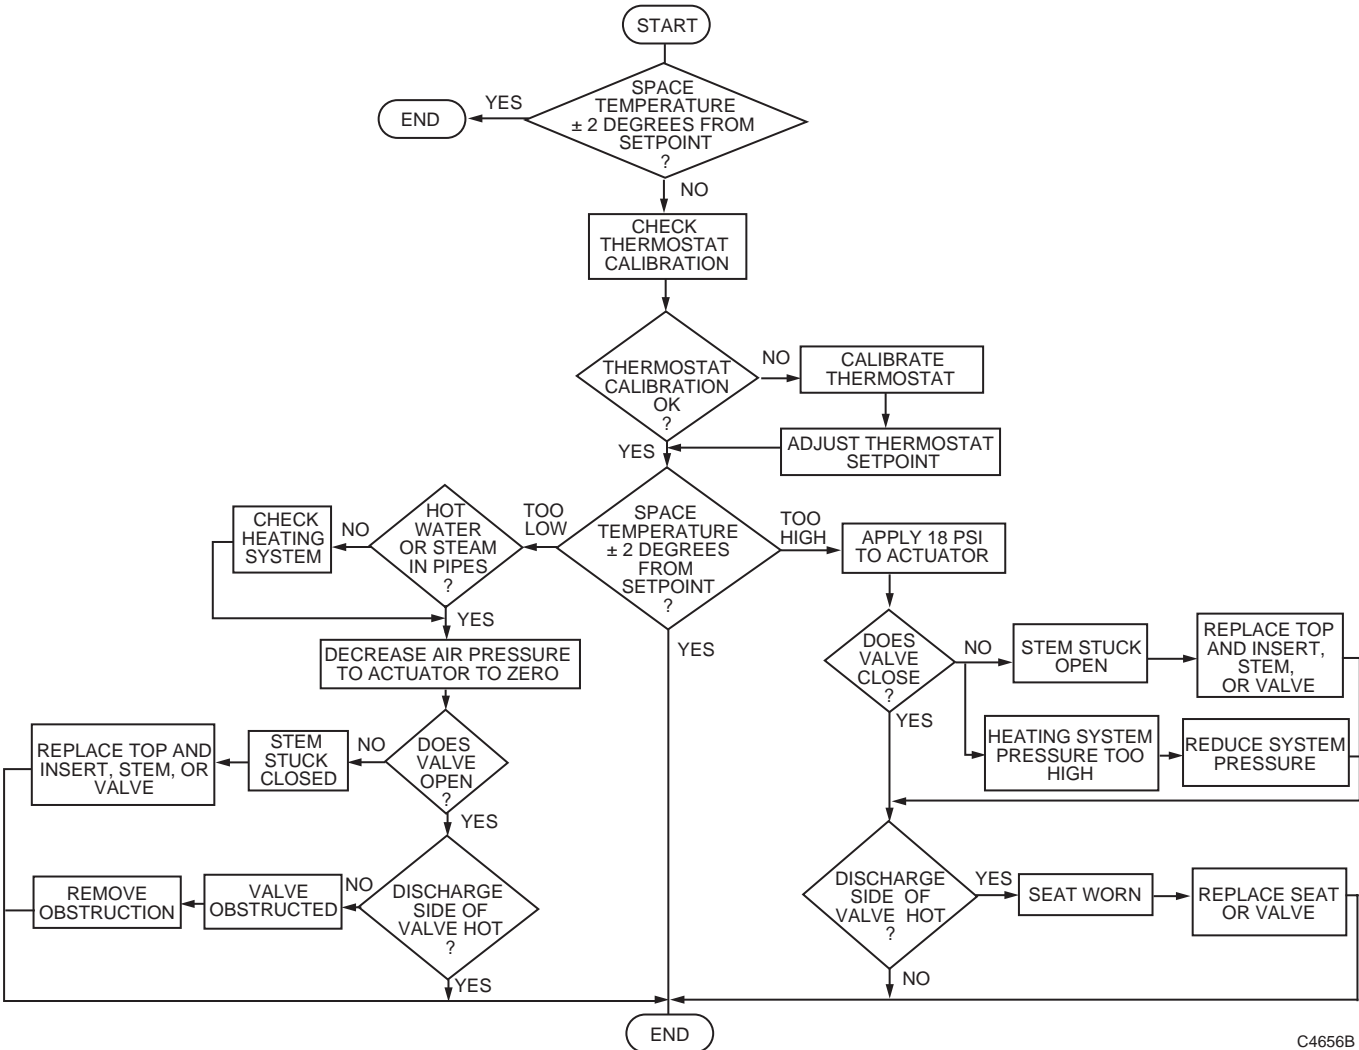 START
SPACE
TEMPERATURE
± 2 DEGREES FROM
SETPOINT
?
YES
END
NO
CHECK
THERMOSTAT
CALIBRATION
THERMOSTAT
CALIBRATION
OK
?
NO
CALIBRATE
THERMOSTAT
ADJUST THERMOSTAT
SETPOINT
YES
SPACE
TEMPERATURE
± 2 DEGREES
FROM
SETPOINT
?
TOO
LOW
HOT
WATER
OR STEAM
IN PIPES
?
NO
CHECK
HEATING
SYSTEM
YES
DECREASE AIR PRESSURE
TO ACTUATOR TO ZERO
DOES
VALVE
OPEN
?
NO
STEM
STUCK
CLOSED
REPLACE TOP AND
INSERT, STEM, OR
VALVE
YES
DISCHARGE
SIDE OF
VALVE HOT
?
NO
VALVE
OBSTRUCTED
REMOVE
OBSTRUCTION
YES
YES
TOO
HIGH
APPLY 18 PSI
TO ACTUATOR
DOES
VALVE
CLOSE
?
NO
STEM STUCK
OPEN
REPLACE TOP
AND INSERT,
STEM,
OR VALVE
HEATING SYSTEM
PRESSURE TOO
HIGH
REDUCE SYSTEM
PRESSURE
YES
DISCHARGE
SIDE OF
VALVE HOT
?
YES
SEAT WORN
REPLACE SEAT
OR VALVE
NO
END
C4656B